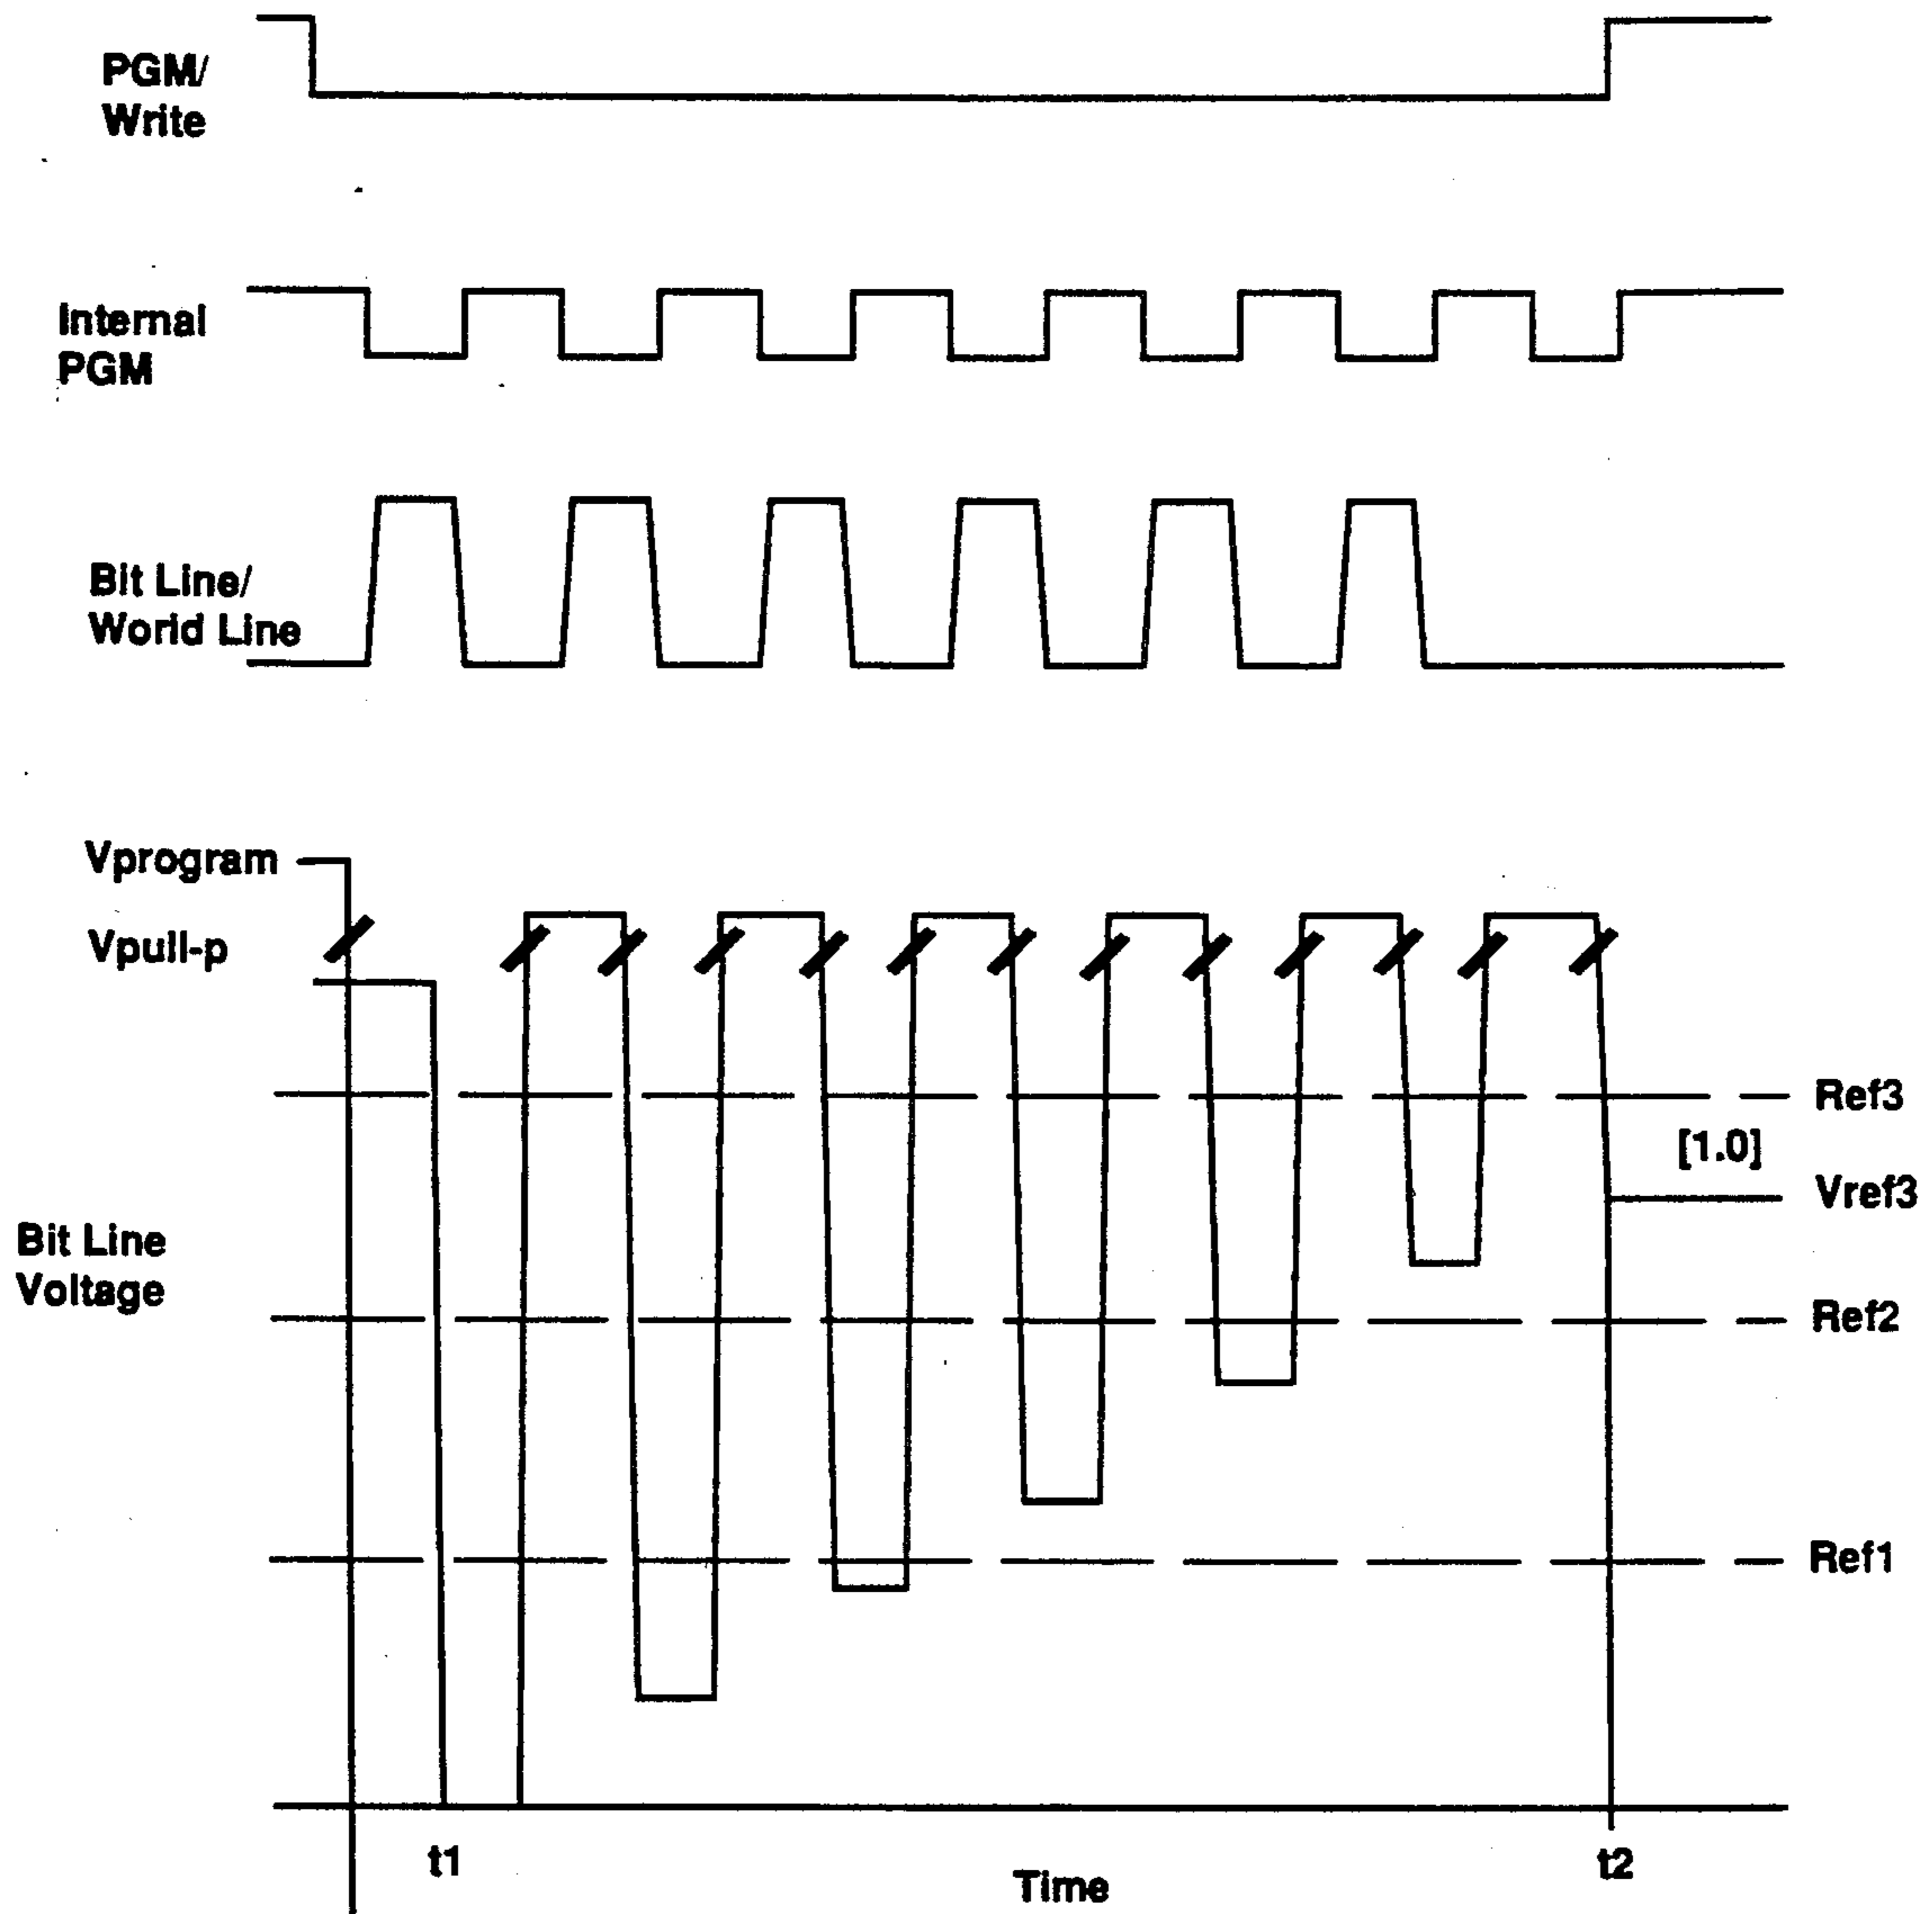 PGM/
Write
Internal
PGM
Bit Line/
World Line
Vprogram
Vpull-p
Ref3
[1.0]
Vref3
Bit Line
Voltage
Ref2
Ref1
t1
t2
Time